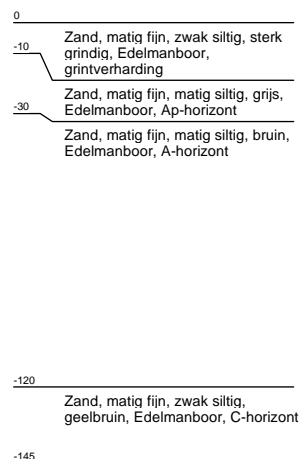 0
Zand, matig fijn, zwak siltig, sterk
-10
grindig, Edelmanboor,
grintverharding
Zand, matig fijn, matig siltig, grijs,
-30
Edelmanboor, Ap-horizont
Zand, matig fijn, matig siltig, bruin,
Edelmanboor, A-horizont
-120
Zand, matig fijn, zwak siltig,
geelbruin, Edelmanboor, C-horizont
-145